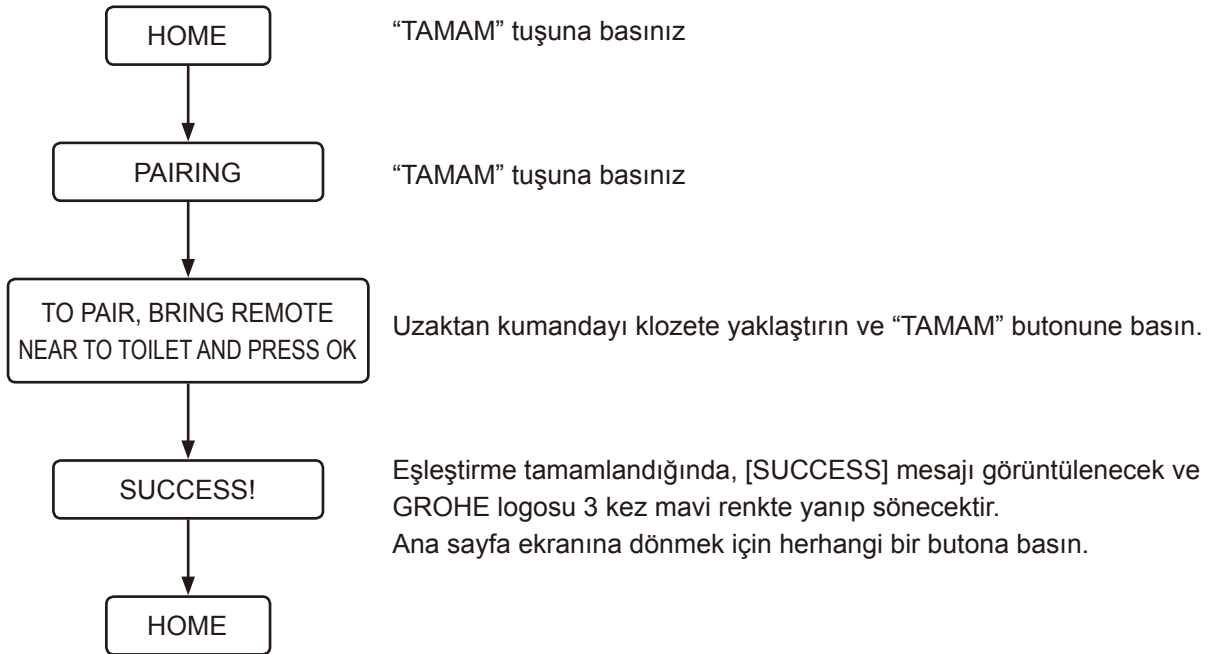 HOME
“TAMAM” tuşuna basınız
PAIRING
“TAMAM” tuşuna basınız
TO PAIR, BRING REMOTE
NEAR TO TOILET AND PRESS OK
Uzaktan kumandayı klozete yaklaştırın ve “TAMAM” butonune basın.
SUCCESS!
Eşleştirme tamamlandığında, [SUCCESS] mesajı görüntülenecek ve
GROHE logosu 3 kez mavi renkte yanıp sönecektir.
Ana sayfa ekranına dönmek için herhangi bir butona basın.
HOME